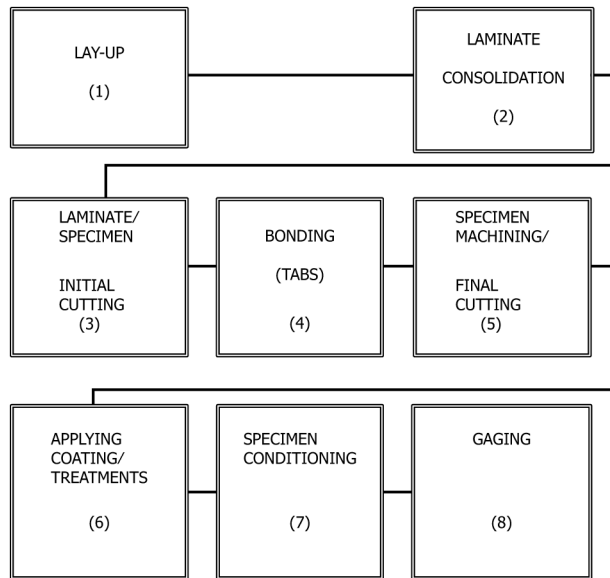 LAY-UP
(1)
LAMINATE
CONSOLIDATION
(2)
LAMINATE/
SPECIMEN
INITIAL
CUTTING
(3)
BONDING
(TABS)
(4)
SPECIMEN
MACHINING/
FINAL
CUTTING
(5)
APPLYING
COATING/
TREATMENTS
(6)
SPECIMEN
CONDITIONING
(7)
GAGING
(8)